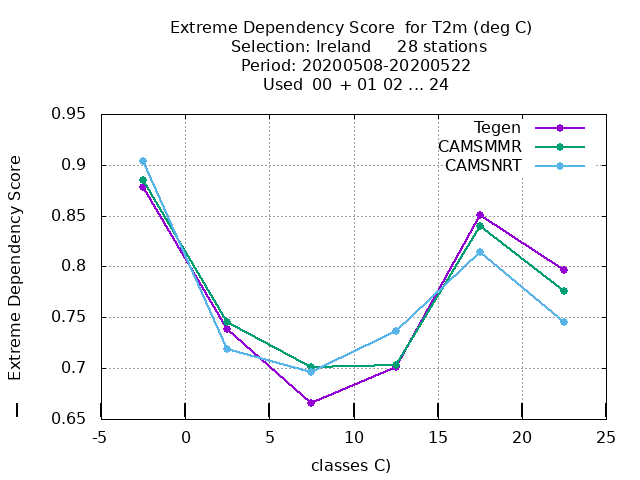 Extreme Dependency Score  for T2m (deg C)
Selection: Ireland     28 stations
Period: 20200508-20200522
Used  00 + 01 02 ... 24
Extreme Dependency Score
0.95
0.9
0.85
0.8
0.75
0.7
0.65
Tegen
CAMSMMR
CAMSNRT
-5
0
5
10
15
20
25
classes C)